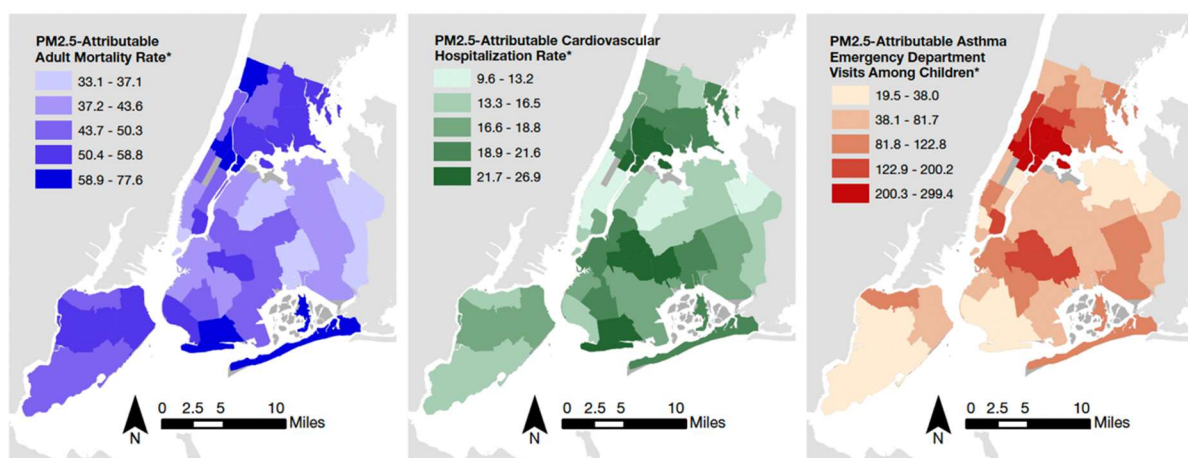 PM2.5-Attributable
Adult Mortality Rate*
33.1 - 37.1
37.2 - 43.6
43.7 - 50.3
50.4 - 58.8
58.9 - 77.6
N
0 2.5 5 10
Miles
PM2.5-Attributable Cardiovascular
Hospitalization Rate*
9.6 - 13.2
13.3 - 16.5
16.6 - 18.8
18.9 - 21.6
21.7 - 26.9
N
0 2.5 5 10
Miles
PM2.5-Attributable Asthma
Emergency Department
Visits Among Children*
19.5 - 38.0
38.1 - 81.7
81.8 - 122.8
122.9 - 200.2
200.3 - 299.4
N
0 2.5 5 10
Miles